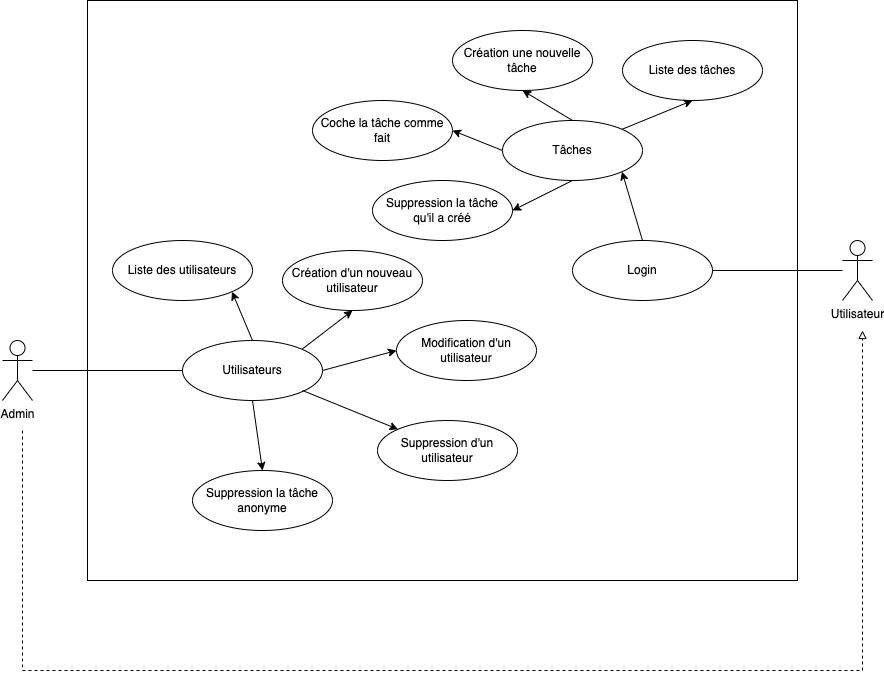 Création une nouvelle
tâche
Liste des tâches
Coche la tâche comme
fait
Tâches
Suppression la tâche
qu'il a créé
Login
Utilisateur
Liste des utilisateurs
Création d'un nouveau
utilisateur
Modification d'un
utilisateur
Utilisateurs
Admin
Suppression d'un
utilisateur
Suppression la tâche
anonyme